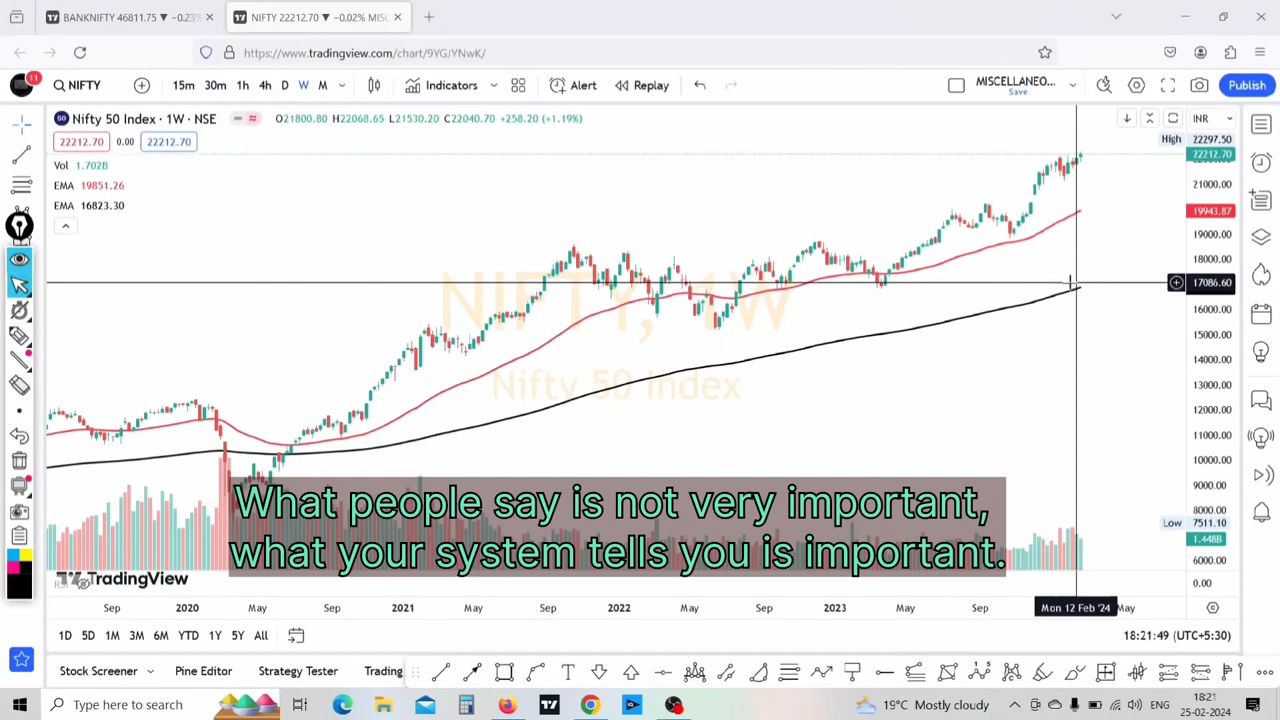 BANKNIFTY 46811.75 ▼ −0.23%
NIFTY 22212.70 ▼ −0.02% MISC
https://www.tradingview.com/chart/9YGJYNwK/
11
NIFTY
15m 30m 1h 4h D W M
Indicators
Alert
Replay
MISCELLANEO...
Save
Publish
Nifty 50 Index · 1W · NSE
O21800.80 H22068.65 L21530.20 C22040.70 +258.20 (+1.19%)
INR
22212.70 0.00 22212.70
High 22297.50
22212.70
Vol 1.702B
EMA 19851.26
EMA 16823.30
21000.00
19943.87
19000.00
18000.00
17086.60
16000.00
15000.00
14000.00
13000.00
12000.00
11000.00
10000.00
9000.00
8000.00
Low 7511.10
1.448B
6000.00
0.00
NIFTY, 1W
Nifty 50 Index
What people say is not very important,
what your system tells you is important.
TradingView
Sep 2020 May Sep 2021 May Sep 2022 May Sep 2023 May Sep Mon 12 Feb '24 May
1D 5D 1M 3M 6M YTD 1Y 5Y All
18:21:49 (UTC+5:30)
Stock Screener Pine Editor Strategy Tester Trading
Type here to search
19°C Mostly cloudy
ENG
18:21
25-02-2024